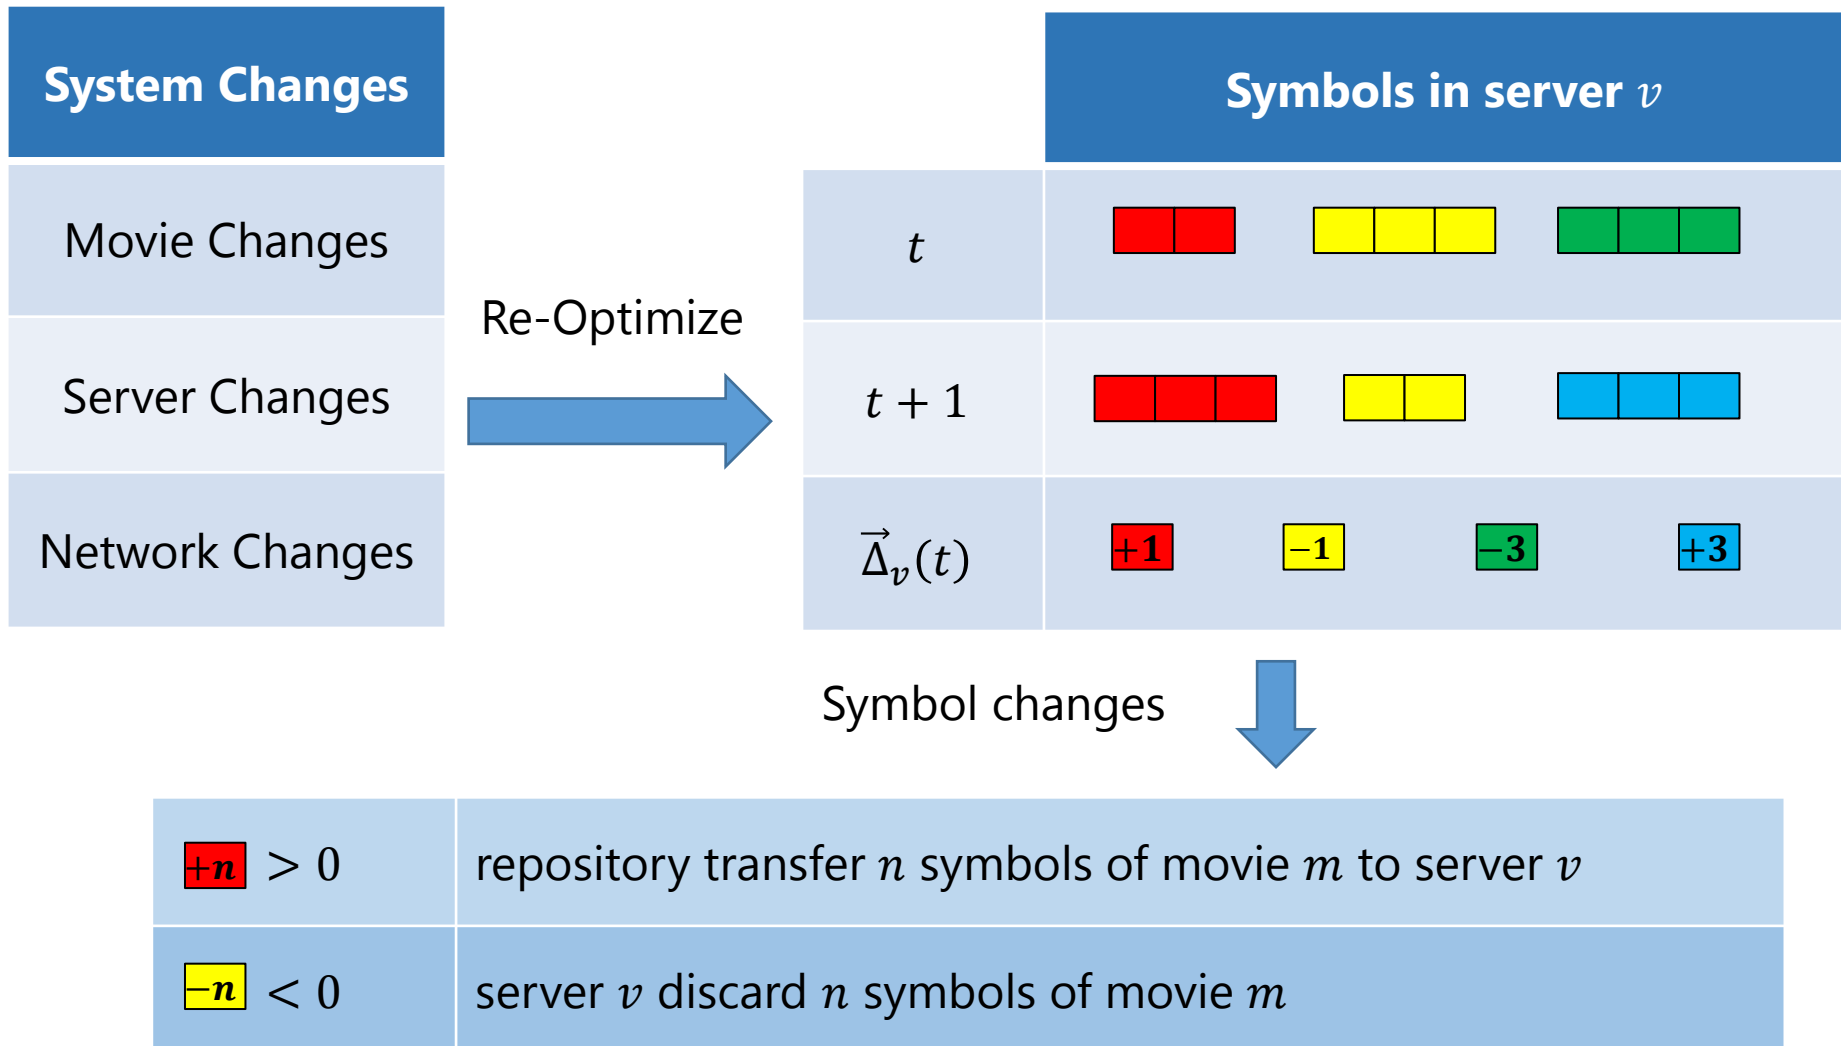 System Changes
Movie Changes
Server Changes
Network Changes
Re-Optimize
Symbols in server v
t
t + 1
Δ⃗ᵥ(t)
+1 −1 −3 +3
Symbol changes
+n > 0
repository transfer n symbols of movie m to server v
−n < 0
server v discard n symbols of movie m